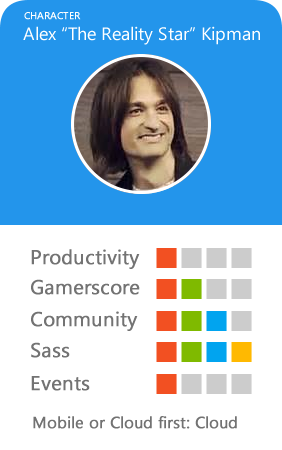 CHARACTER
Alex “The Reality Star” Kipman
Productivity
Gamerscore
Community
Sass
Events
Mobile or Cloud first: Cloud